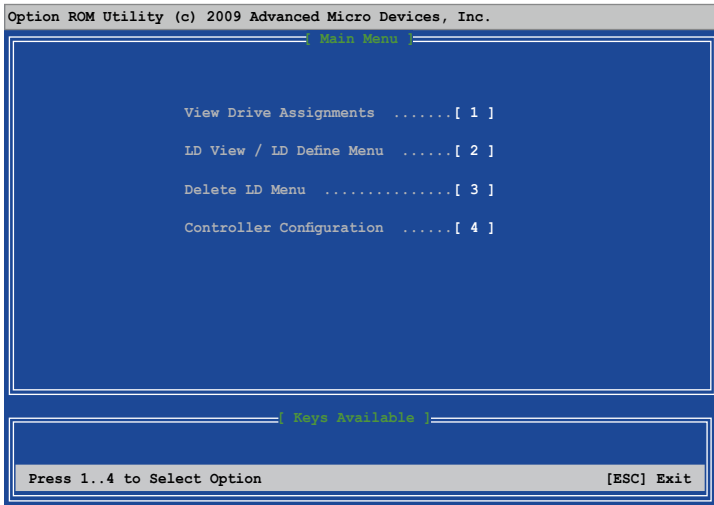 Option ROM Utility (c) 2009 Advanced Micro Devices, Inc.
[ Main Menu ]
View Drive Assignments .......[ 1 ]
LD View / LD Define Menu ......[ 2 ]
Delete LD Menu ...............[ 3 ]
Controller Configuration ......[ 4 ]
[ Keys Available ]
Press 1..4 to Select Option [ESC] Exit